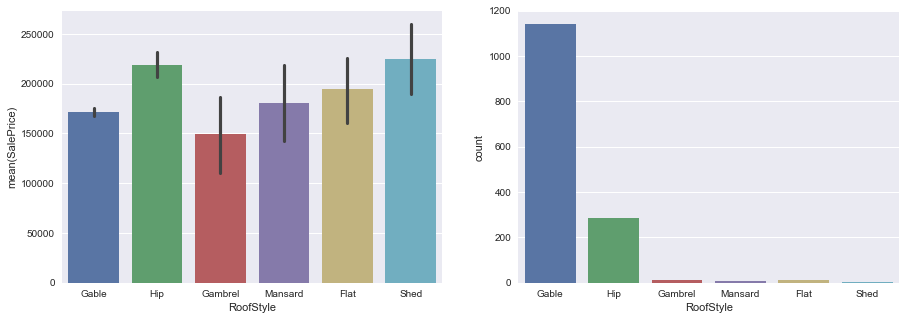 mean(SalePrice)
250000
200000
150000
100000
50000
0
Gable Hip Gambrel Mansard Flat Shed
RoofStyle
count
1200
1000
800
600
400
200
0
Gable Hip Gambrel Mansard Flat Shed
RoofStyle